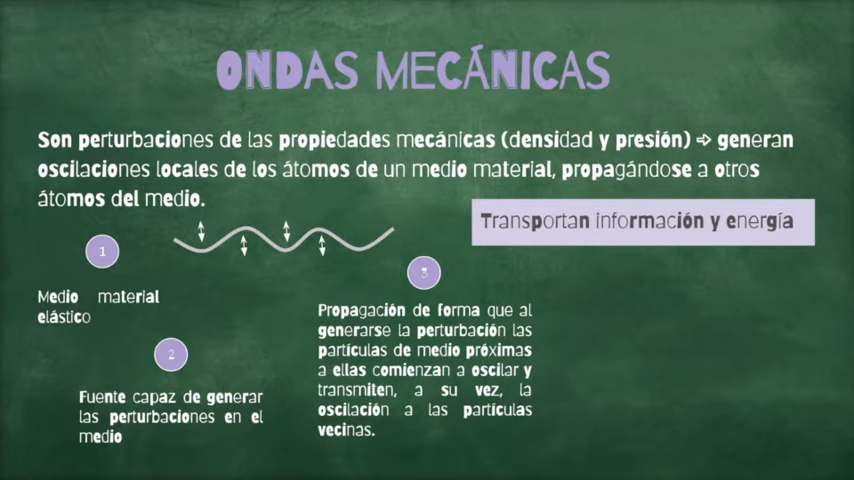 ONDAS MECÁNICAS
Son perturbaciones de las propiedades mecánicas (densidad y presión) ➩ generan
oscilaciones locales de los átomos de un medio material, propagándose a otros
átomos del medio.
Transportan información y energía
1
Medio material
elástico
2
Fuente capaz de generar
las perturbaciones en el
medio
3
Propagación de forma que al
generarse la perturbación las
partículas de medio próximas
a ellas comienzan a oscilar y
transmiten, a su vez, la
oscilación a las partículas
vecinas.